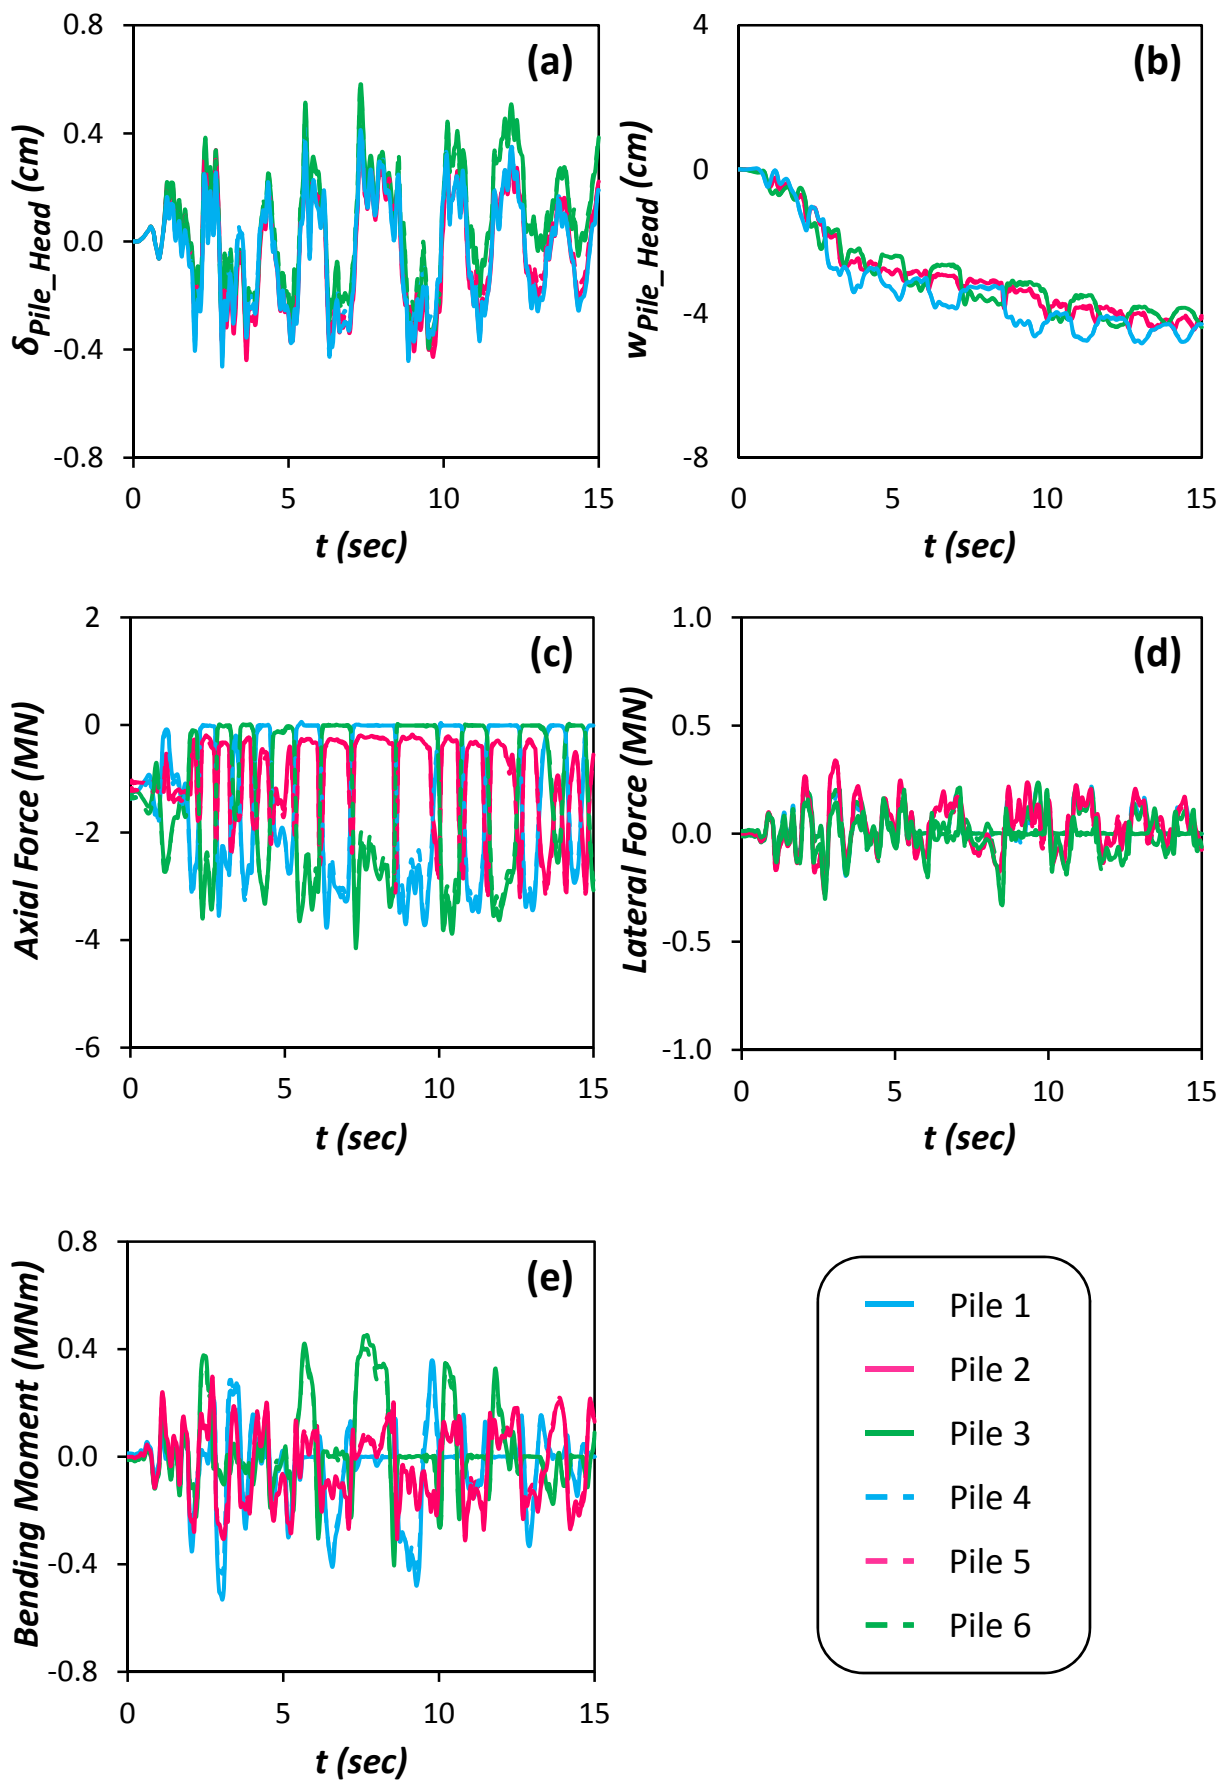 (a)
δPile_Head (cm)
0.8
0.4
0.0
-0.4
-0.8
0 5 10 15
t (sec)
(b)
wPile_Head (cm)
4
0
-4
-8
0 5 10 15
t (sec)
(c)
Axial Force (MN)
2
0
-2
-4
-6
0 5 10 15
t (sec)
(d)
Lateral Force (MN)
1.0
0.5
0.0
-0.5
-1.0
0 5 10 15
t (sec)
(e)
Bending Moment (MNm)
0.8
0.4
0.0
-0.4
-0.8
0 5 10 15
t (sec)
Pile 1
Pile 2
Pile 3
Pile 4
Pile 5
Pile 6